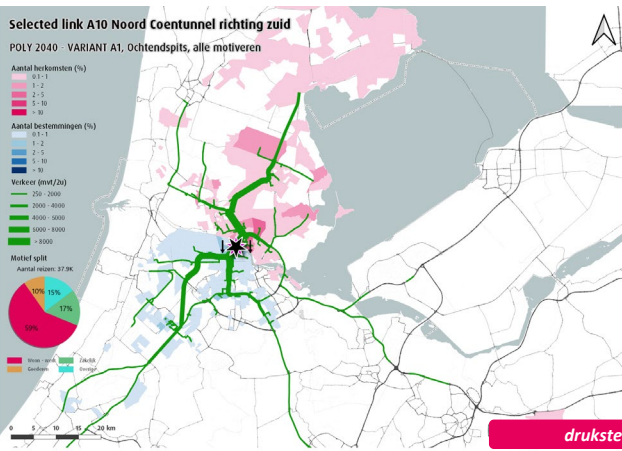 Selected link A10 Noord Coentunnel richting zuid
POLY 2040 - VARIANT A1, Ochtendspits, alle motiveren
Aantal herkomsten (%)
0.1 - 1
1 - 2
2 - 5
5 - 10
> 10
Aantal bestemmingen (%)
0.1 - 1
1 - 2
2 - 5
5 - 10
> 10
Verkeer (mvt/2u)
250 - 2000
2000 - 4000
4000 - 6000
6000 - 8000
> 8000
Motief split
Aantal reizen: 37.9K
10%
15%
17%
59%
Woon - werk
Zakelijk
Overige
0 5 10 15 20 km
drukste